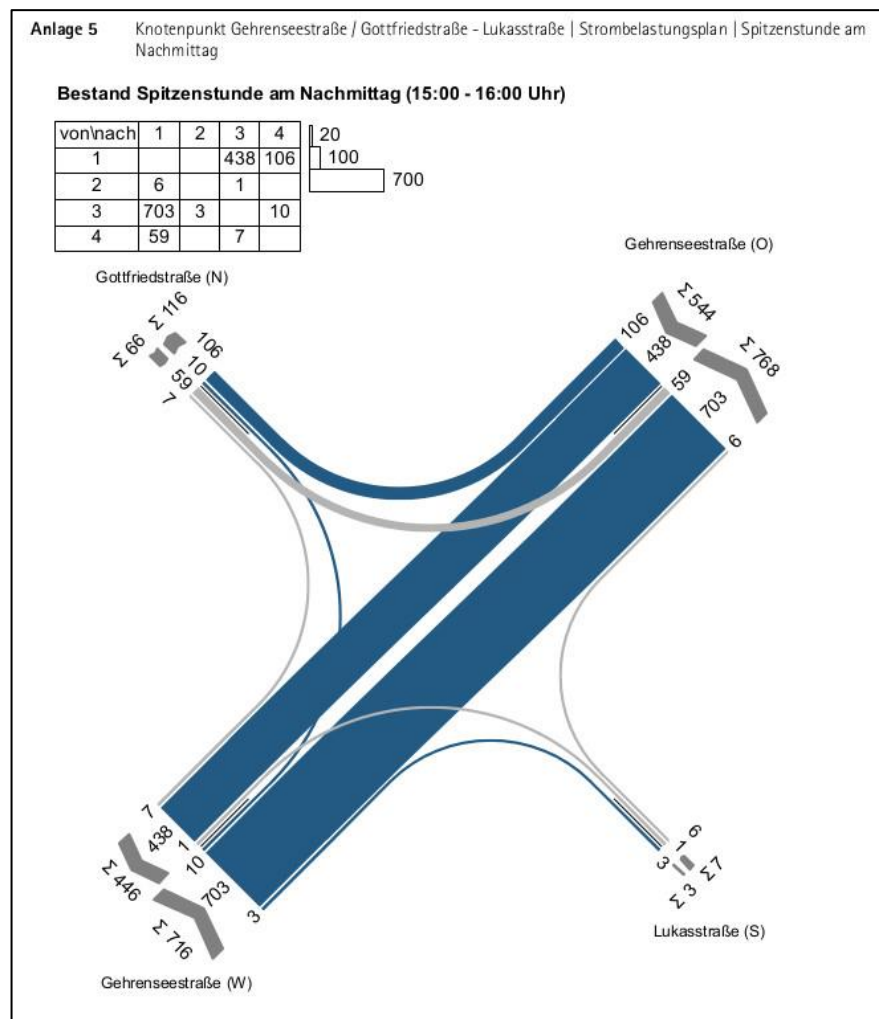 Anlage 5 Knotenpunkt Gehrenseestraße / Gottfriedstraße - Lukasstraße | Strombelastungsplan | Spitzenstunde am
Nachmittag
Bestand Spitzenstunde am Nachmittag (15:00 - 16:00 Uhr)
von\nach 1 2 3 4
1 438 106
2 6 1
3 703 3 10
4 59 7
20
100
700
Gehrenseestraße (O)
Gottfriedstraße (N)
Σ 66
Σ 116
106
10
59
7
106
438
Σ 544
59
703
6
Σ 768
7
438
1
10
703
3
Σ 446
Σ 716
6
1
3
Σ 7
Σ 3
Lukasstraße (S)
Gehrenseestraße (W)